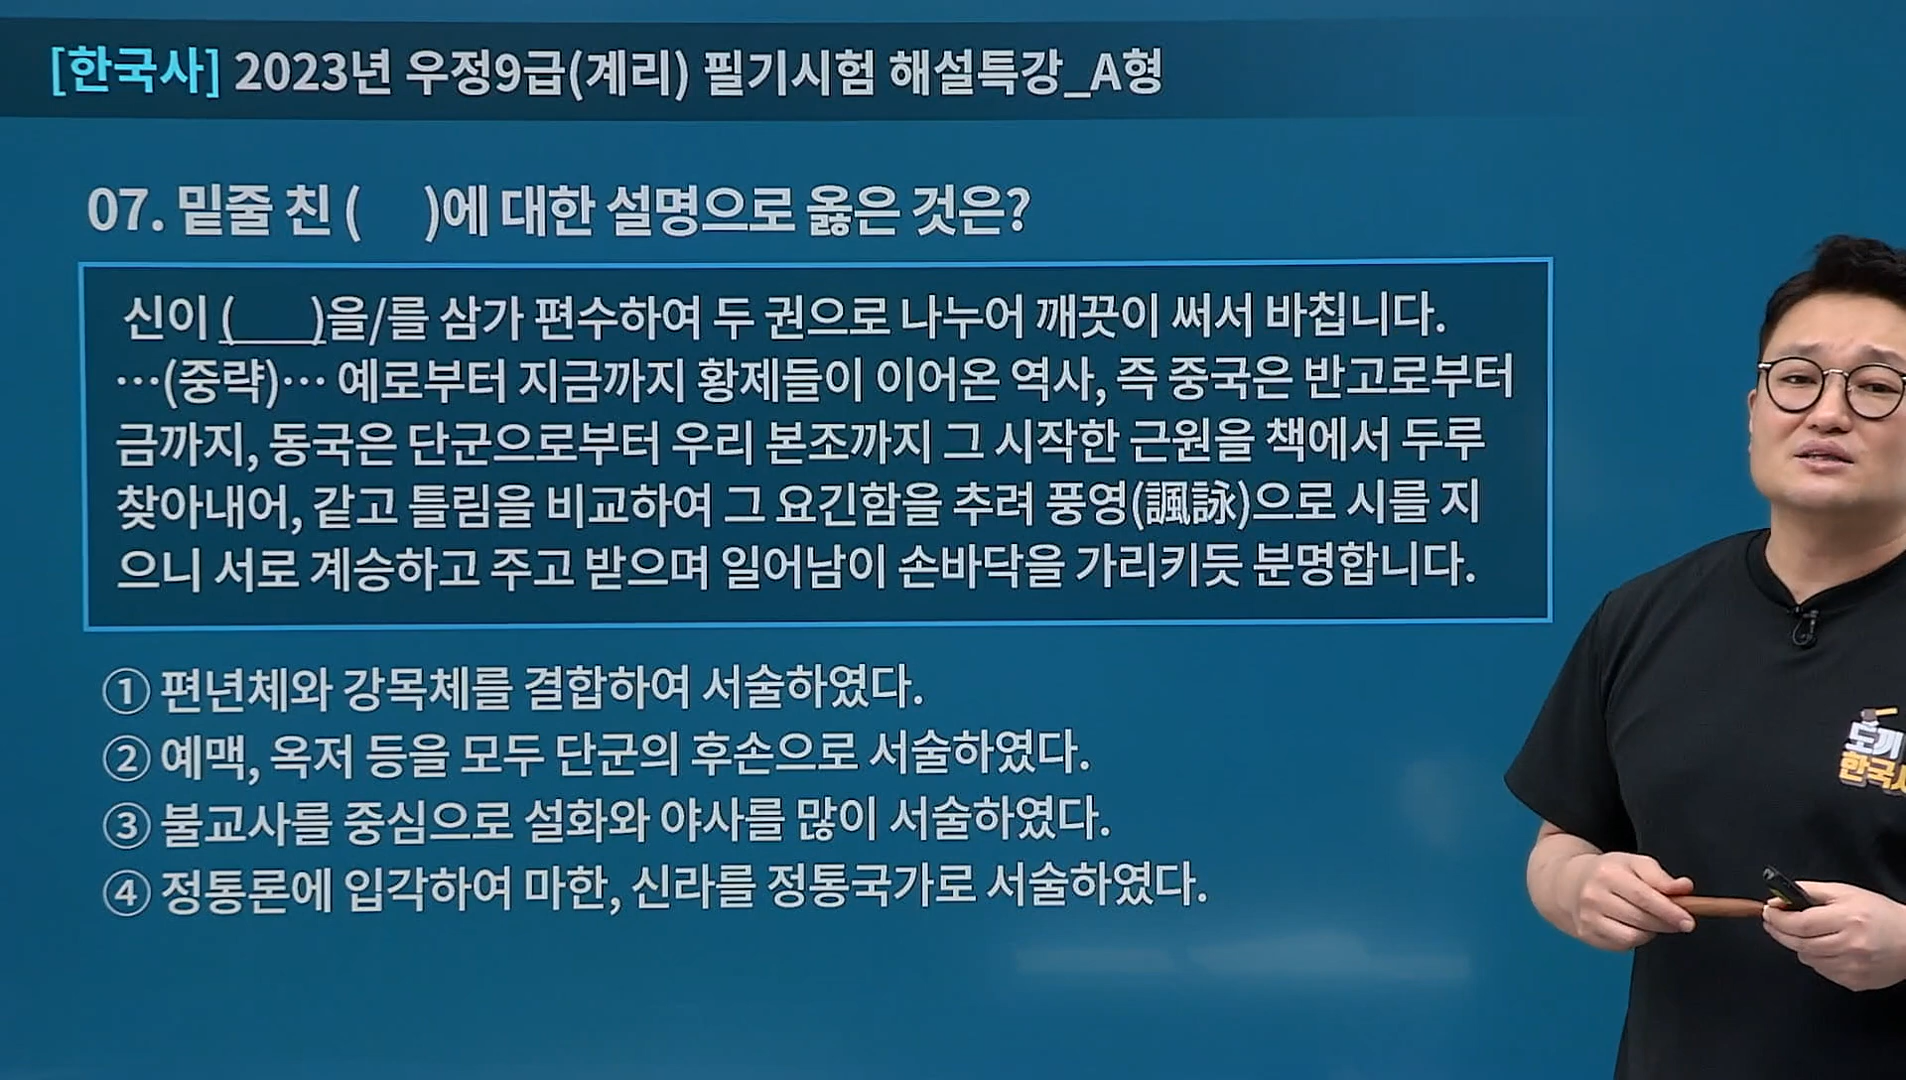 [한국사] 2023년 우정9급(계리) 필기시험 해설특강_A형
07. 밑줄 친 ( )에 대한 설명으로 옳은 것은?
신이 (___)을/를 삼가 편수하여 두 권으로 나누어 깨끗이 써서 바칩니다.
…(중략)… 예로부터 지금까지 황제들이 이어온 역사, 즉 중국은 반고로부터
금까지, 동국은 단군으로부터 우리 본조까지 그 시작한 근원을 책에서 두루
찾아내어, 같고 틀림을 비교하여 그 요긴함을 추려 풍영(諷詠)으로 시를 지
으니 서로 계승하고 주고 받으며 일어남이 손바닥을 가리키듯 분명합니다.
① 편년체와 강목체를 결합하여 서술하였다.
② 예맥, 옥저 등을 모두 단군의 후손으로 서술하였다.
③ 불교사를 중심으로 설화와 야사를 많이 서술하였다.
④ 정통론에 입각하여 마한, 신라를 정통국가로 서술하였다.
도끼
한국사